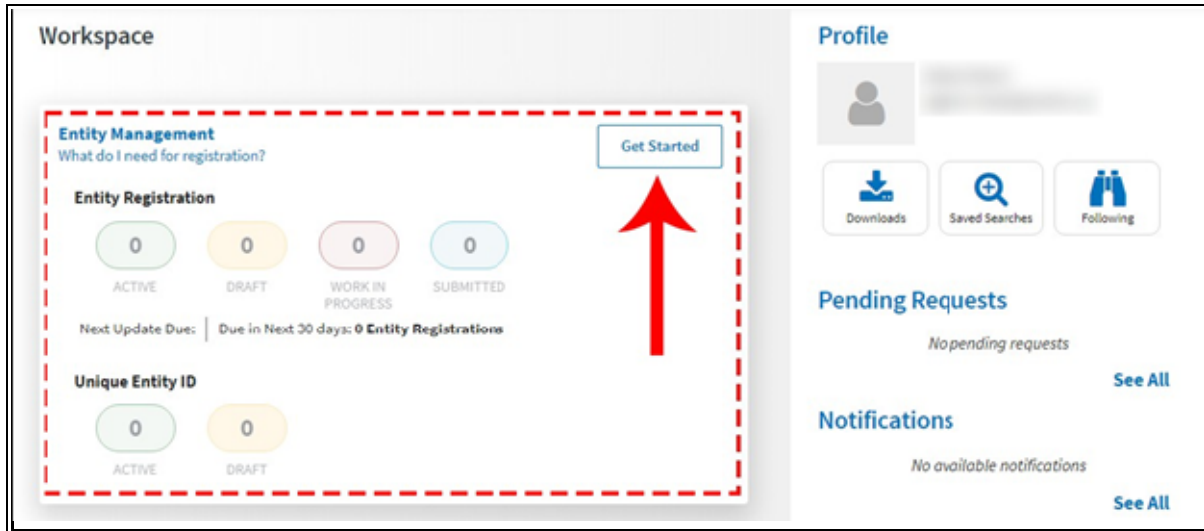 Workspace
Entity Management
What do I need for registration?
Get Started
Entity Registration
0 0 0 0
ACTIVE DRAFT WORK IN PROGRESS SUBMITTED
Next Update Due: Due in Next 30 days: 0 Entity Registrations
Unique Entity ID
0 0
ACTIVE DRAFT
Profile
Downloads Saved Searches Following
Pending Requests
No pending requests
See All
Notifications
No available notifications
See All